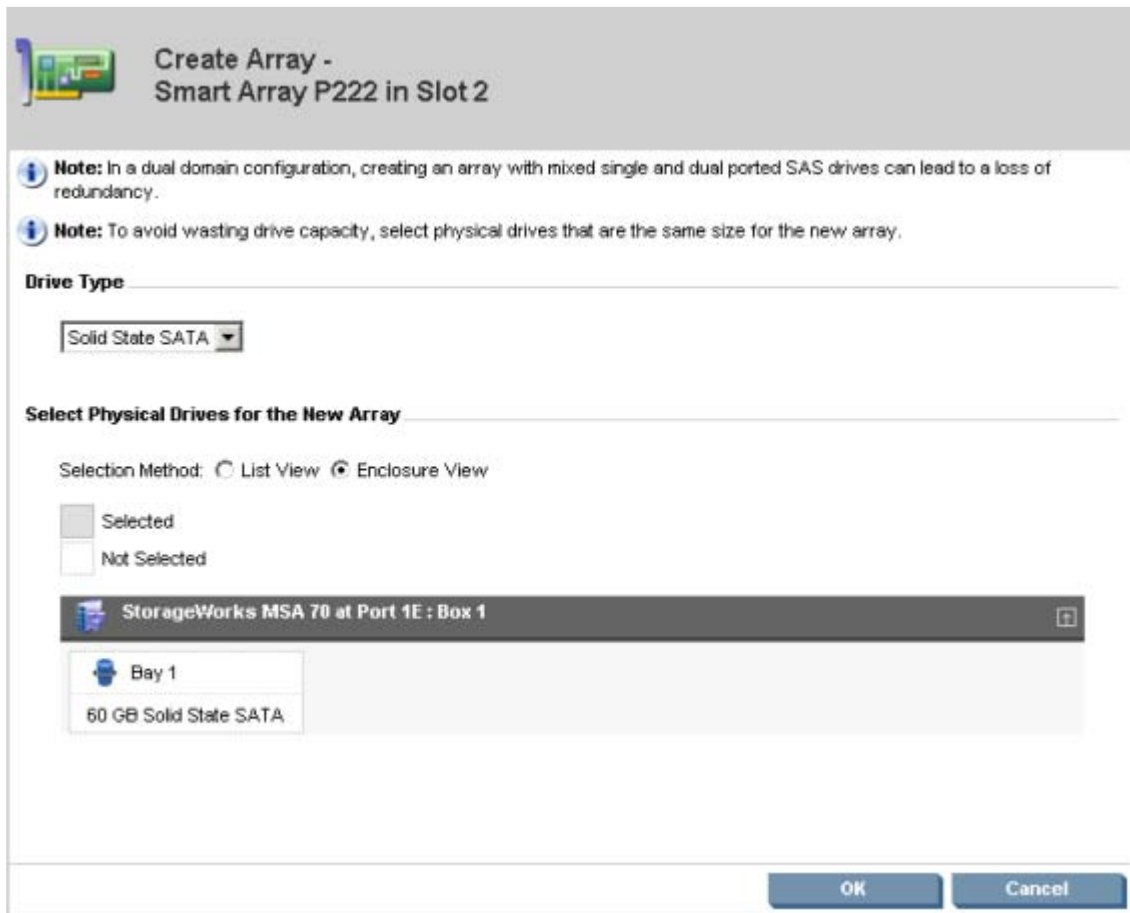 Create Array -
Smart Array P222 in Slot 2
Note: In a dual domain configuration, creating an array with mixed single and dual ported SAS drives can lead to a loss of
redundancy.
Note: To avoid wasting drive capacity, select physical drives that are the same size for the new array.
Drive Type
Solid State SATA
Select Physical Drives for the New Array
Selection Method: List View Enclosure View
Selected
Not Selected
StorageWorks MSA 70 at Port 1E : Box 1
Bay 1
60 GB Solid State SATA
OK Cancel